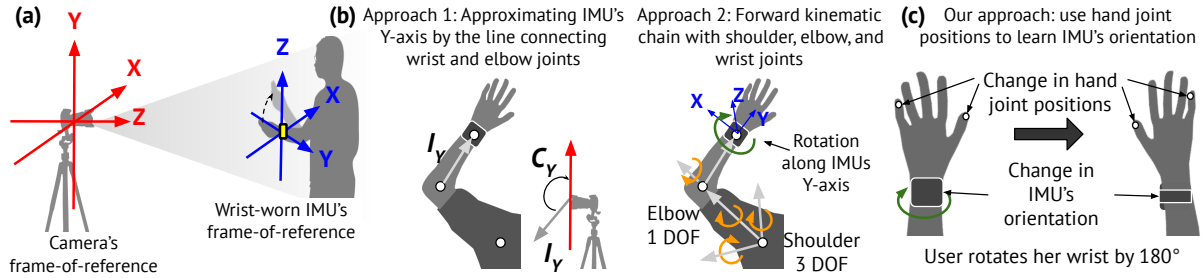 (a)
Y
X
Z
Camera's
frame-of-reference
Z
X
Y
Wrist-worn IMU's
frame-of-reference
(b)
Approach 1: Approximating IMU's
Y-axis by the line connecting
wrist and elbow joints
I_Y
C_Y
I_Y
Approach 2: Forward kinematic
chain with shoulder, elbow, and
wrist joints
X
Z
Y
Rotation
along IMUs
Y-axis
Elbow
1 DOF
Shoulder
3 DOF
(c)
Our approach: use hand joint
positions to learn IMU's orientation
Change in hand
joint positions
Change in
IMU's
orientation
User rotates her wrist by 180°